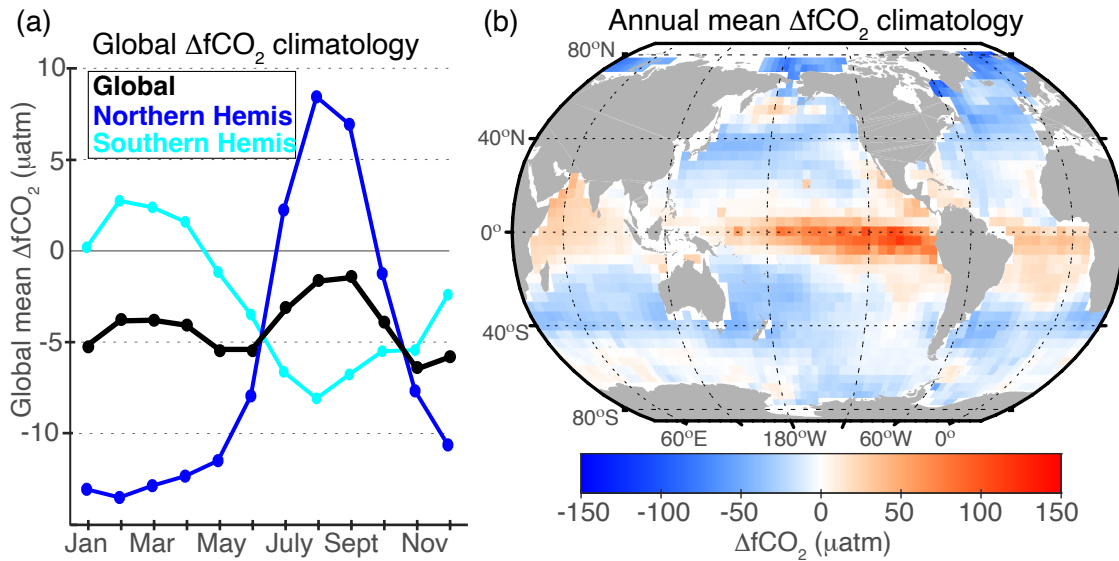 (a)
Global ΔfCO₂ climatology
10
5
0
-5
-10
Global mean ΔfCO₂ (μatm)
Global
Northern Hemis
Southern Hemis
Jan Mar May July Sept Nov
(b)
Annual mean ΔfCO₂ climatology
80ºN
40ºN
0º
40ºS
80ºS
60ºE 180ºW 60ºW 0º
-150 -100 -50 0 50 100 150
ΔfCO₂ (μatm)